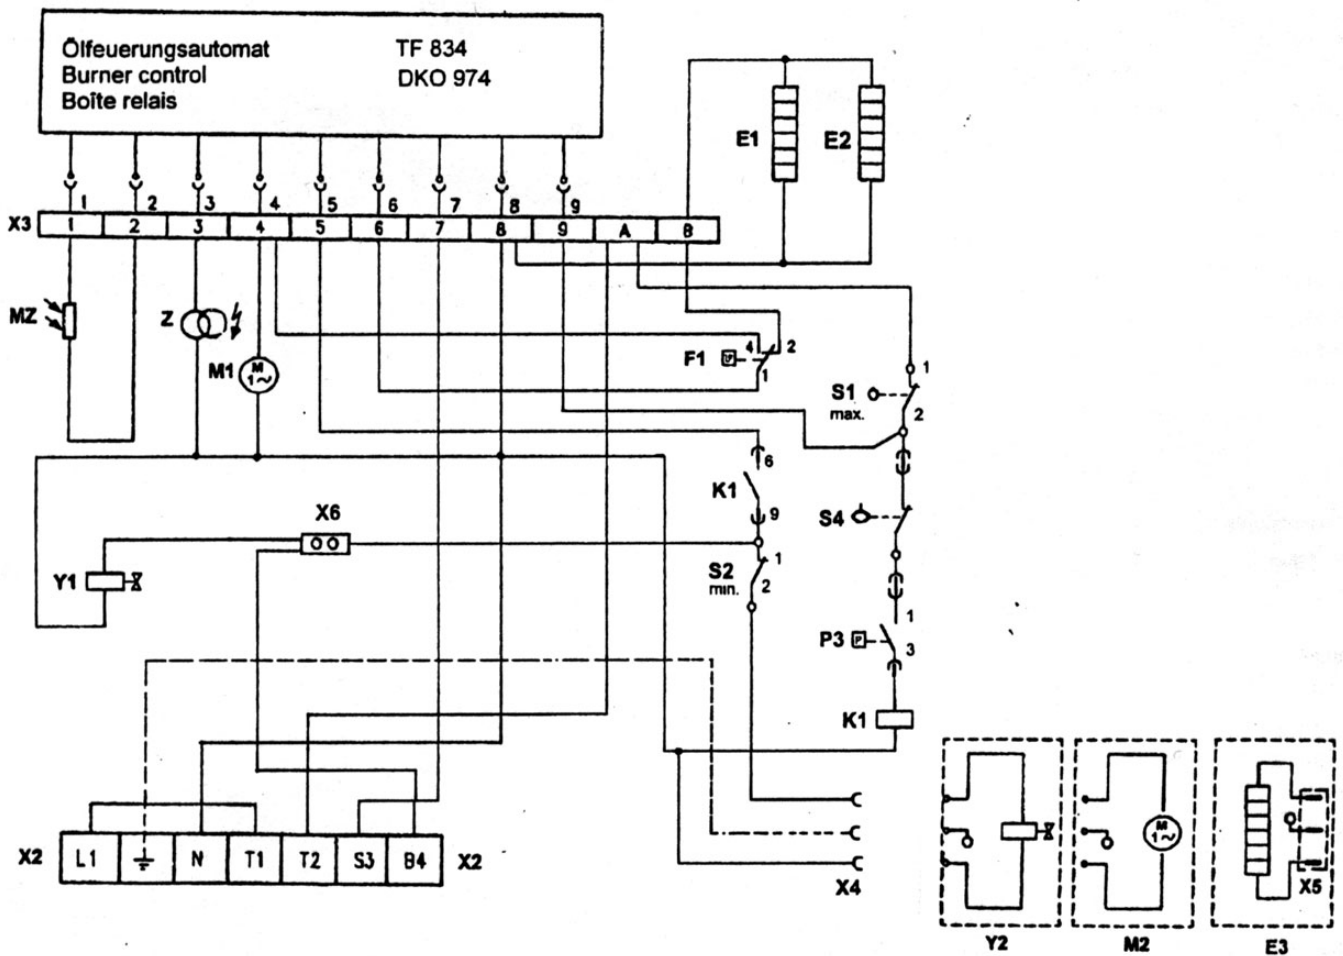 Ölfeuerungsautomat TF 834
Burner control DKO 974
Boîte relais
E1 E2
1 2 3 4 5 6 7 8 9
X3 1 2 3 4 5 6 7 8 9 A B
MZ
Z
M1 M 1~
F1 4 2
1
S1 1
max. 2
6
K1
9
X6
S4
Y1
S2 1
min. 2
1
P3 P 3
K1
X2 L1 N T1 T2 S3 B4 X2
X4
M 1~
X5
Y2 M2 E3